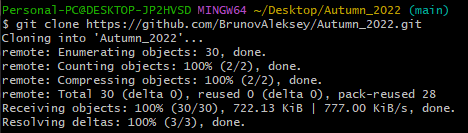 Personal-PC@DESKTOP-JP2HVSD MINGW64 ~/Desktop/Autumn_2022 (main)
$ git clone https://github.com/BrunovAleksey/Autumn_2022.git
Cloning into 'Autumn_2022'...
remote: Enumerating objects: 30, done.
remote: Counting objects: 100% (2/2), done.
remote: Compressing objects: 100% (2/2), done.
remote: Total 30 (delta 0), reused 0 (delta 0), pack-reused 28
Receiving objects: 100% (30/30), 722.13 KiB | 777.00 KiB/s, done.
Resolving deltas: 100% (3/3), done.